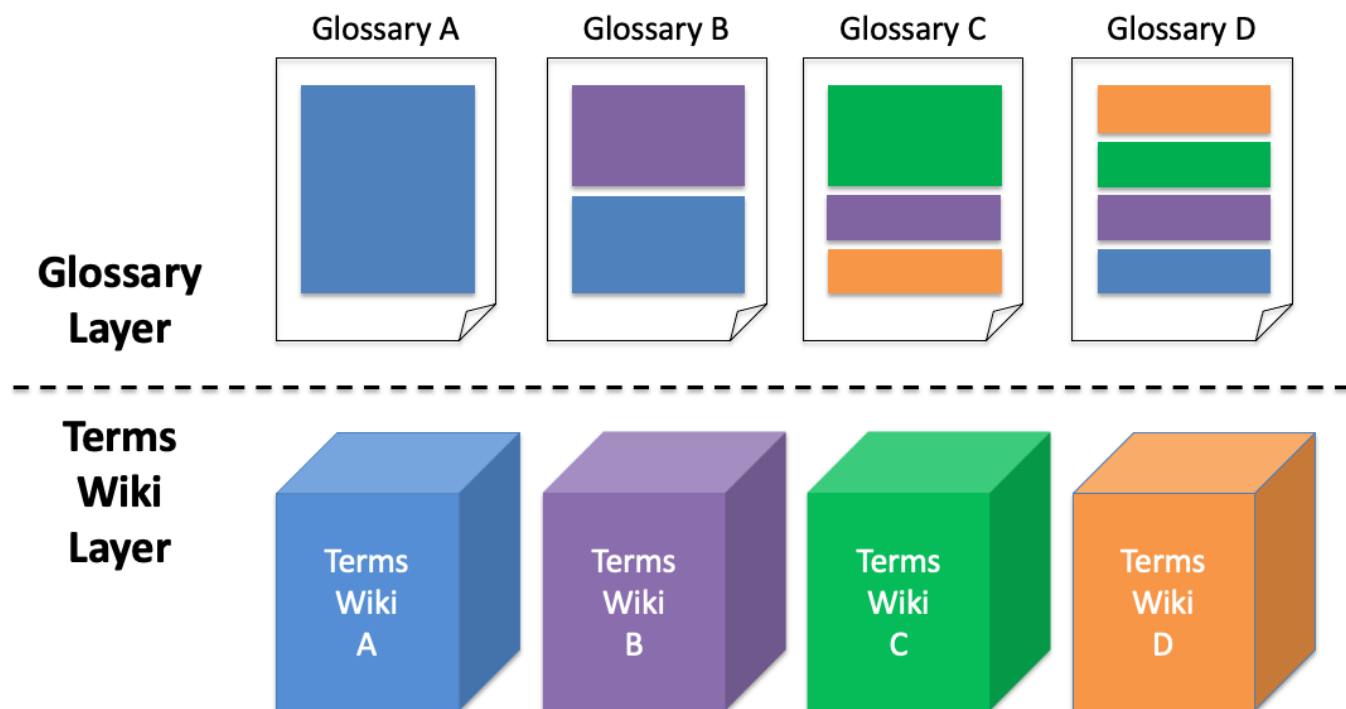 Glossary A
Glossary B
Glossary C
Glossary D
Glossary
Layer
Terms
Wiki
Layer
Terms
Wiki
A
Terms
Wiki
B
Terms
Wiki
C
Terms
Wiki
D